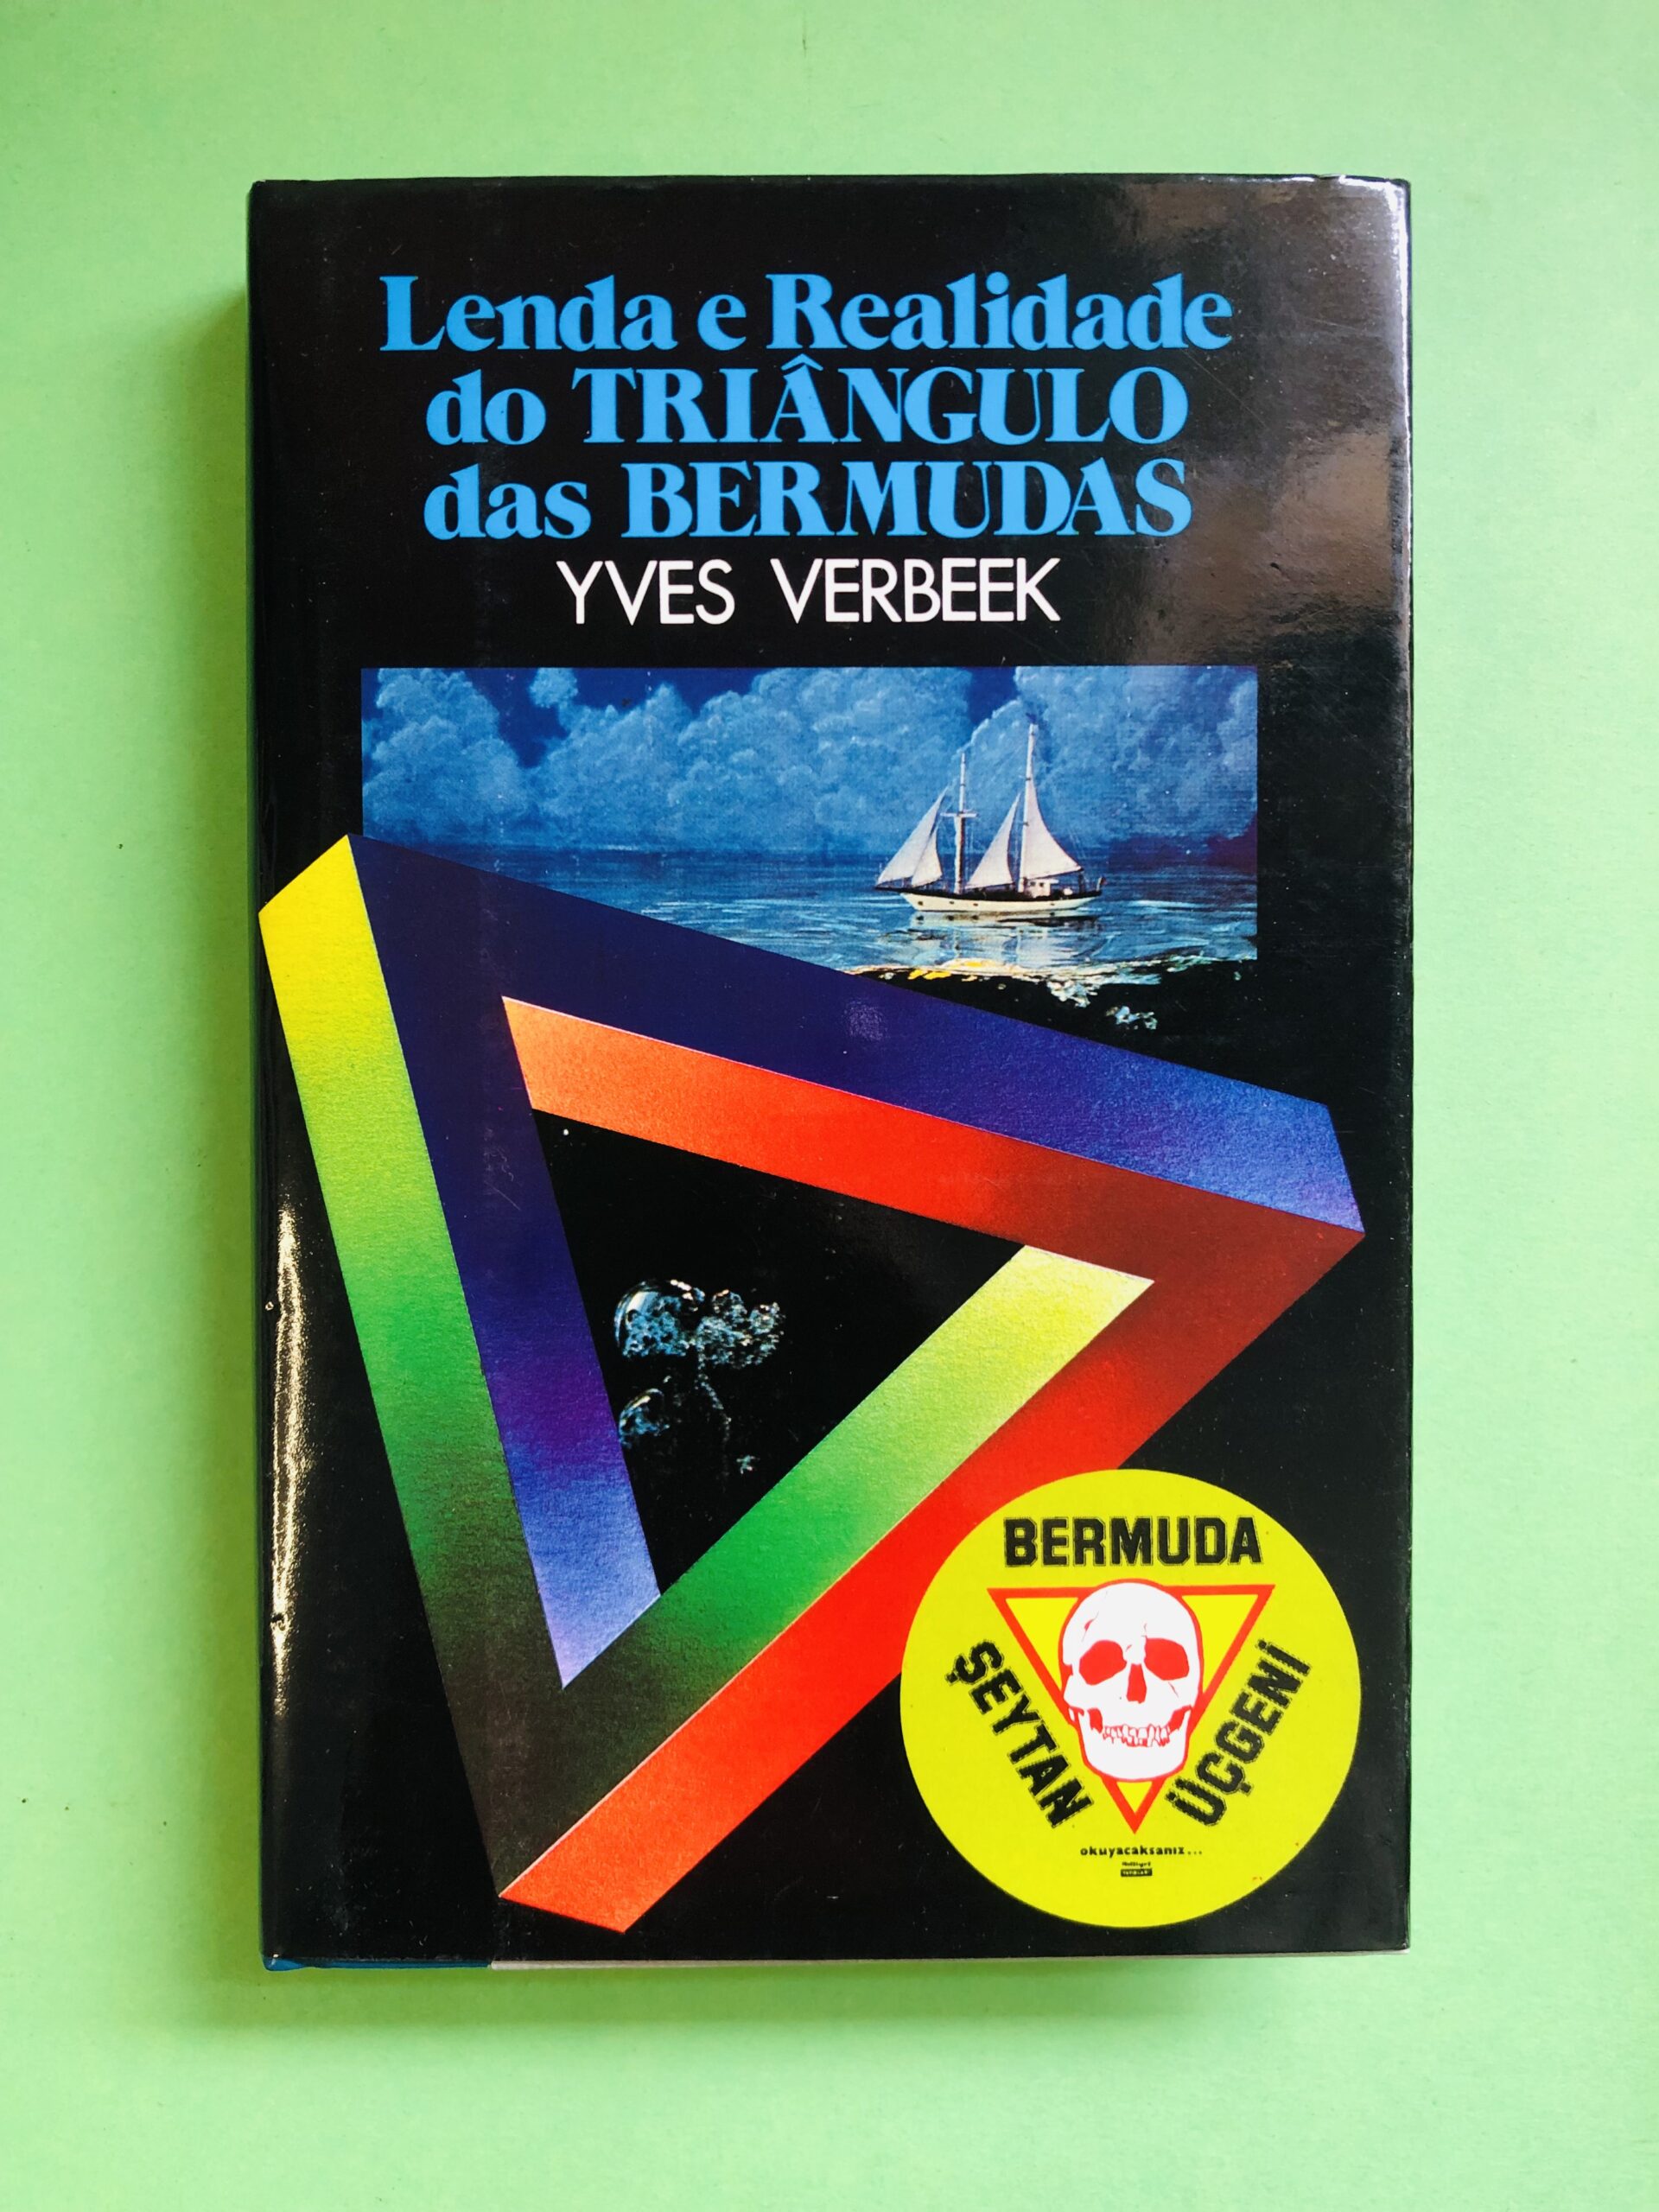 Lenda e Realidade
do TRIÂNGULO
das BERMUDAS
YVES VERBEEK
BERMUDA
ŞEYTAN
ÜÇGENİ
okuyacaksanız...